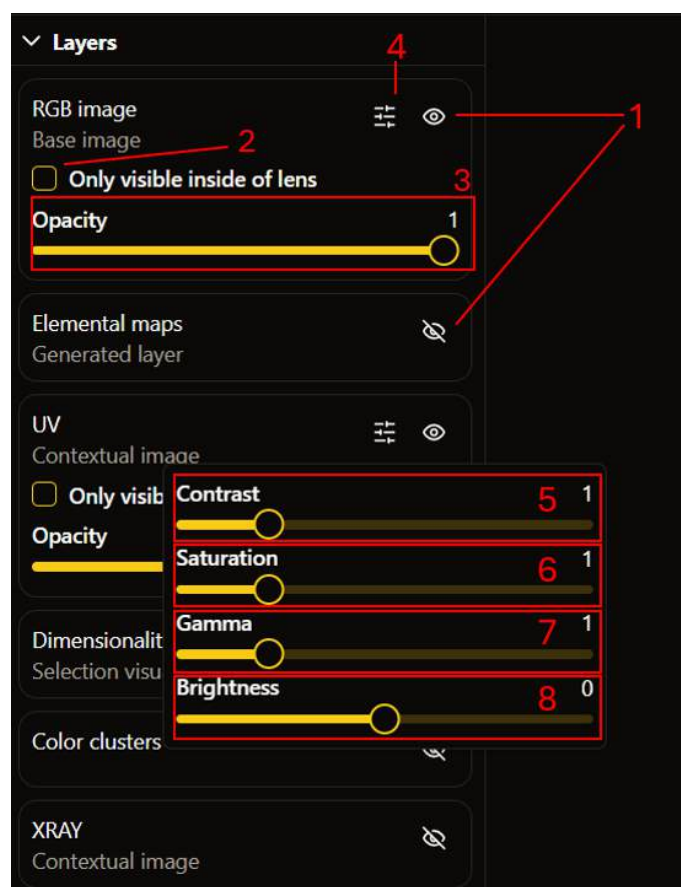 Layers
4
RGB image
Base image
1
2
Only visible inside of lens
3
Opacity 1
Elemental maps
Generated layer
UV
Contextual image
Only visib
Opacity
Contrast 5 1
Saturation 6 1
Gamma 7 1
Brightness 8 0
Dimensionalit
Selection visu
Color clusters
XRAY
Contextual image